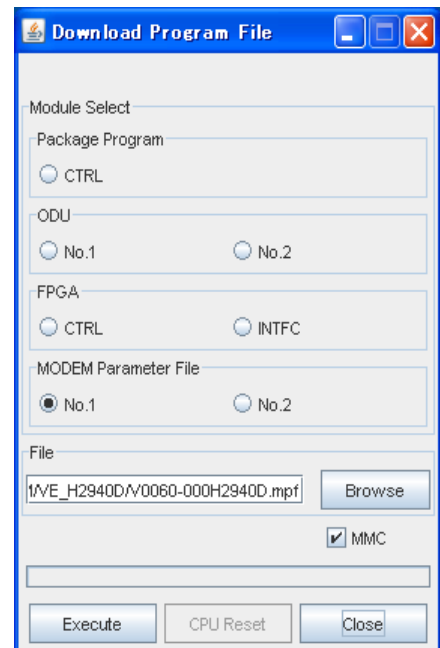 Download Program File
Module Select
Package Program
CTRL
ODU
No.1 No.2
FPGA
CTRL INTFC
MODEM Parameter File
No.1 No.2
File
/VE_H2940D/V0060-000H2940D.mpf Browse
MMC
Execute CPU Reset Close